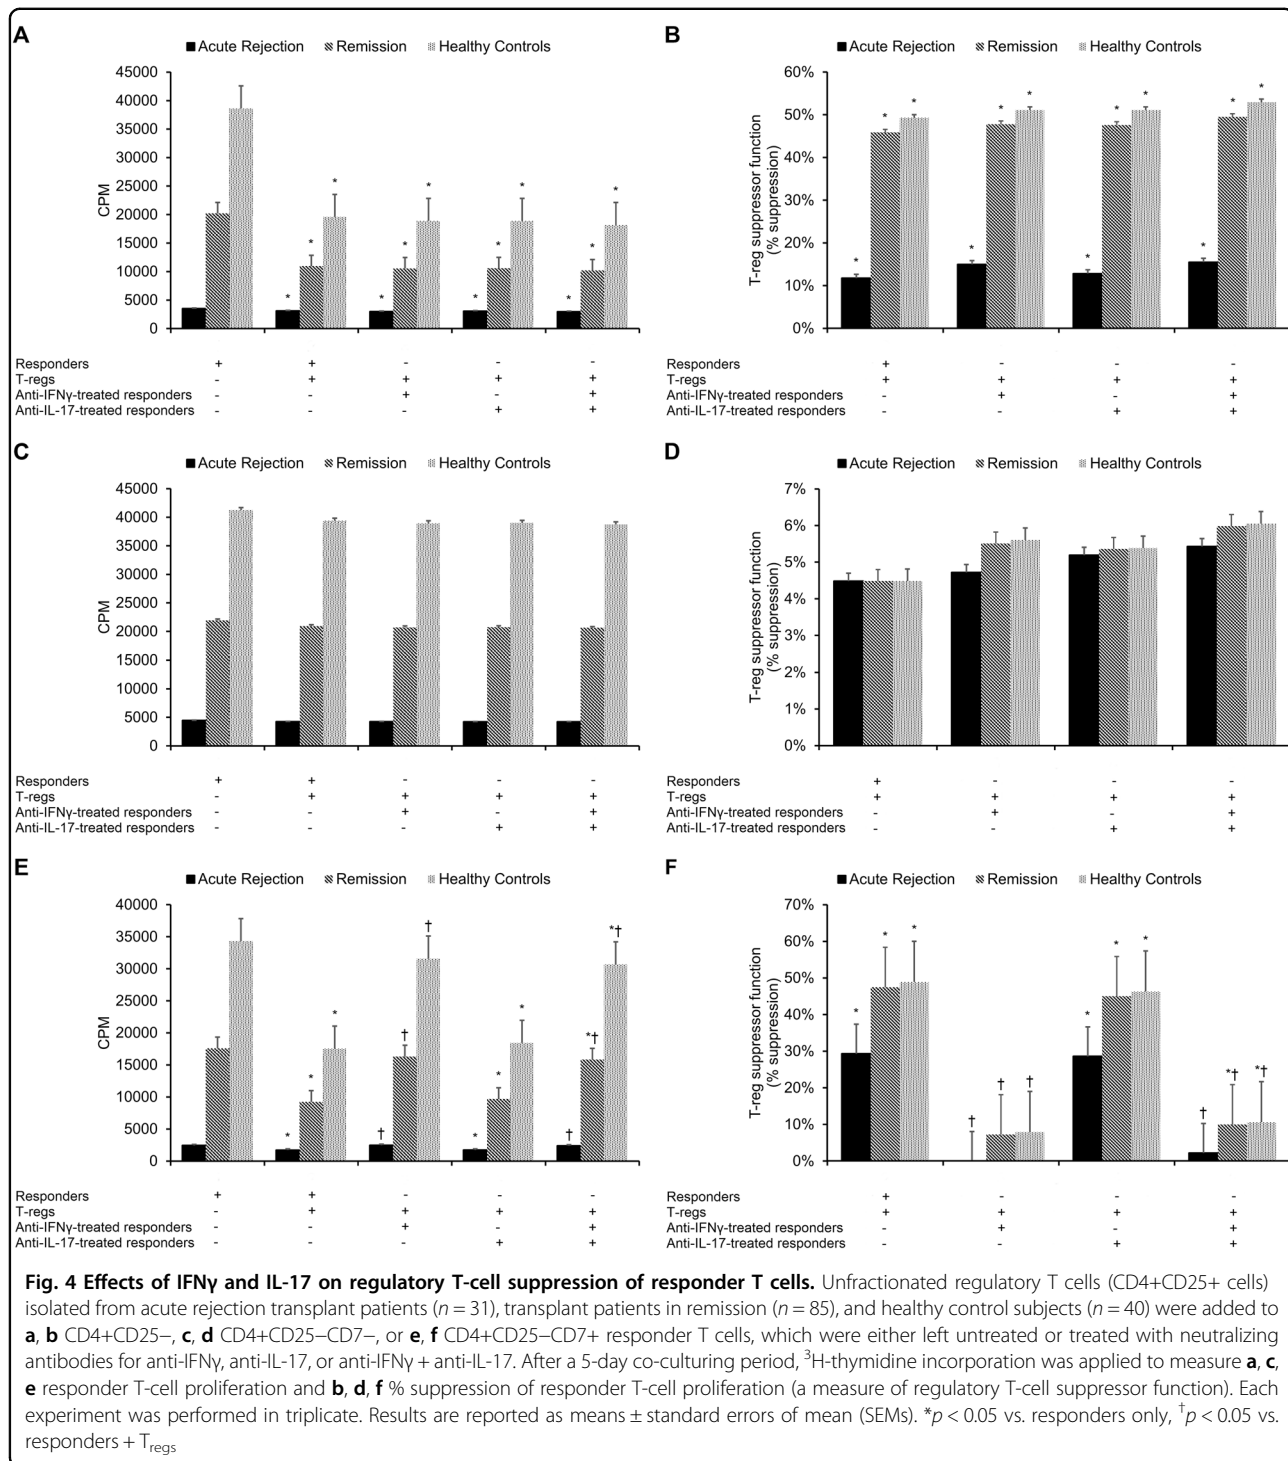 A
Acute Rejection Remission Healthy Controls
45000
40000
35000
30000
25000
20000
15000
10000
5000
0
CPM
* * * *
* * * *
* * * *
Responders + + - - -
T-regs - + + + +
Anti-IFNγ-treated responders - - + - +
Anti-IL-17-treated responders - - - + +
B
Acute Rejection Remission Healthy Controls
60%
50%
40%
30%
20%
10%
0%
T-reg suppressor function
(% suppression)
* * * * * * * *
* * * *
Responders + - - -
T-regs + + + +
Anti-IFNγ-treated responders - + - +
Anti-IL-17-treated responders - - + +
C
Acute Rejection Remission Healthy Controls
45000
40000
35000
30000
25000
20000
15000
10000
5000
0
CPM
Responders + + - - -
T-regs - + + + +
Anti-IFNγ-treated responders - - + - +
Anti-IL-17-treated responders - - - + +
D
Acute Rejection Remission Healthy Controls
7%
6%
5%
4%
3%
2%
1%
0%
T-reg suppressor function
(% suppression)
Responders + - - -
T-regs + + + +
Anti-IFNγ-treated responders - + - +
Anti-IL-17-treated responders - - + +
E
Acute Rejection Remission Healthy Controls
40000
35000
30000
25000
20000
15000
10000
5000
0
CPM
* † * *†
* † * *†
* † * †
Responders + + - - -
T-regs - + + + +
Anti-IFNγ-treated responders - - + - +
Anti-IL-17-treated responders - - - + +
F
Acute Rejection Remission Healthy Controls
70%
60%
50%
40%
30%
20%
10%
0%
T-reg suppressor function
(% suppression)
* * * † † † * * * † *† *†
Responders + - - -
T-regs + + + +
Anti-IFNγ-treated responders - + - +
Anti-IL-17-treated responders - - + +
Fig. 4 Effects of IFNγ and IL-17 on regulatory T-cell suppression of responder T cells. Unfractionated regulatory T cells (CD4+CD25+ cells)
isolated from acute rejection transplant patients (n = 31), transplant patients in remission (n = 85), and healthy control subjects (n = 40) were added to
a, b CD4+CD25−, c, d CD4+CD25−CD7−, or e, f CD4+CD25−CD7+ responder T cells, which were either left untreated or treated with neutralizing
antibodies for anti-IFNγ, anti-IL-17, or anti-IFNγ + anti-IL-17. After a 5-day co-culturing period, ³H-thymidine incorporation was applied to measure a, c,
e responder T-cell proliferation and b, d, f % suppression of responder T-cell proliferation (a measure of regulatory T-cell suppressor function). Each
experiment was performed in triplicate. Results are reported as means ± standard errors of mean (SEMs). *p < 0.05 vs. responders only, †p < 0.05 vs.
responders + Tregs